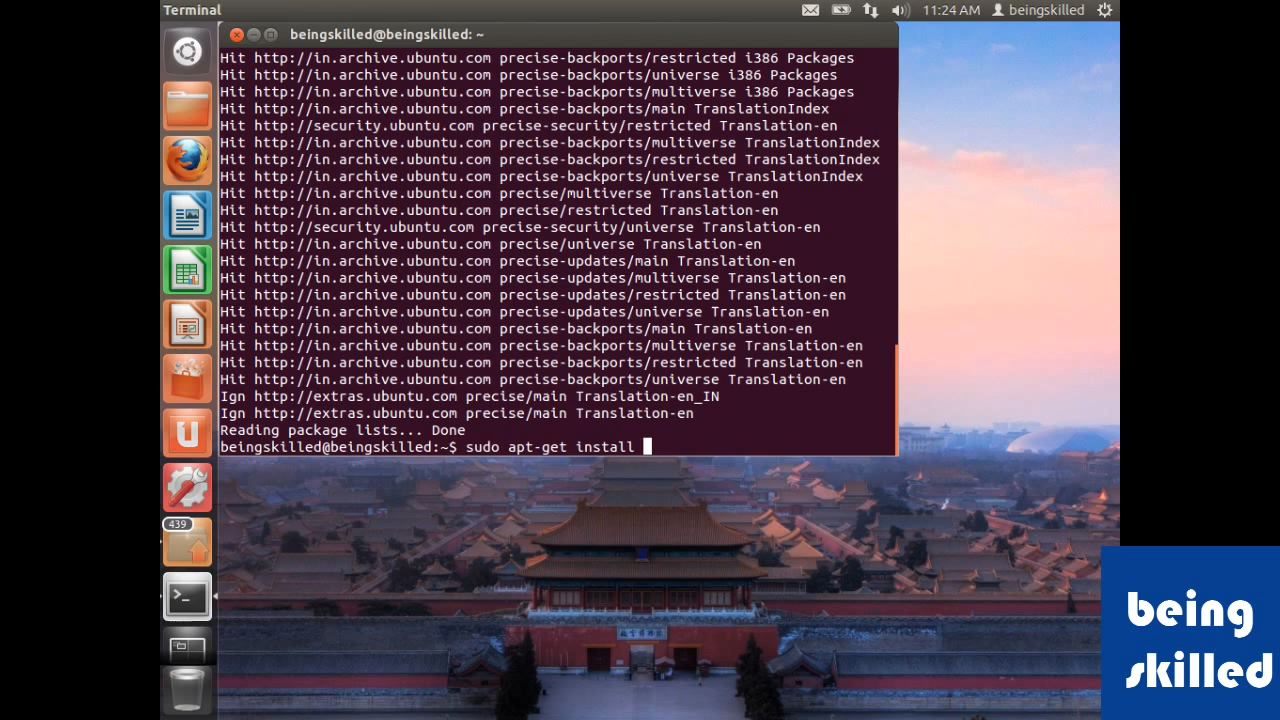 Terminal
11:24 AM beingskilled
beingskilled@beingskilled: ~
Hit http://in.archive.ubuntu.com precise-backports/restricted i386 Packages
Hit http://in.archive.ubuntu.com precise-backports/universe i386 Packages
Hit http://in.archive.ubuntu.com precise-backports/multiverse i386 Packages
Hit http://in.archive.ubuntu.com precise-backports/main TranslationIndex
Hit http://security.ubuntu.com precise-security/restricted Translation-en
Hit http://in.archive.ubuntu.com precise-backports/multiverse TranslationIndex
Hit http://in.archive.ubuntu.com precise-backports/restricted TranslationIndex
Hit http://in.archive.ubuntu.com precise-backports/universe TranslationIndex
Hit http://in.archive.ubuntu.com precise/multiverse Translation-en
Hit http://in.archive.ubuntu.com precise/restricted Translation-en
Hit http://security.ubuntu.com precise-security/universe Translation-en
Hit http://in.archive.ubuntu.com precise/universe Translation-en
Hit http://in.archive.ubuntu.com precise-updates/main Translation-en
Hit http://in.archive.ubuntu.com precise-updates/multiverse Translation-en
Hit http://in.archive.ubuntu.com precise-updates/restricted Translation-en
Hit http://in.archive.ubuntu.com precise-updates/universe Translation-en
Hit http://in.archive.ubuntu.com precise-backports/main Translation-en
Hit http://in.archive.ubuntu.com precise-backports/multiverse Translation-en
Hit http://in.archive.ubuntu.com precise-backports/restricted Translation-en
Hit http://in.archive.ubuntu.com precise-backports/universe Translation-en
Ign http://extras.ubuntu.com precise/main Translation-en_IN
Ign http://extras.ubuntu.com precise/main Translation-en
Reading package lists... Done
beingskilled@beingskilled:~$ sudo apt-get install
439
being
skilled